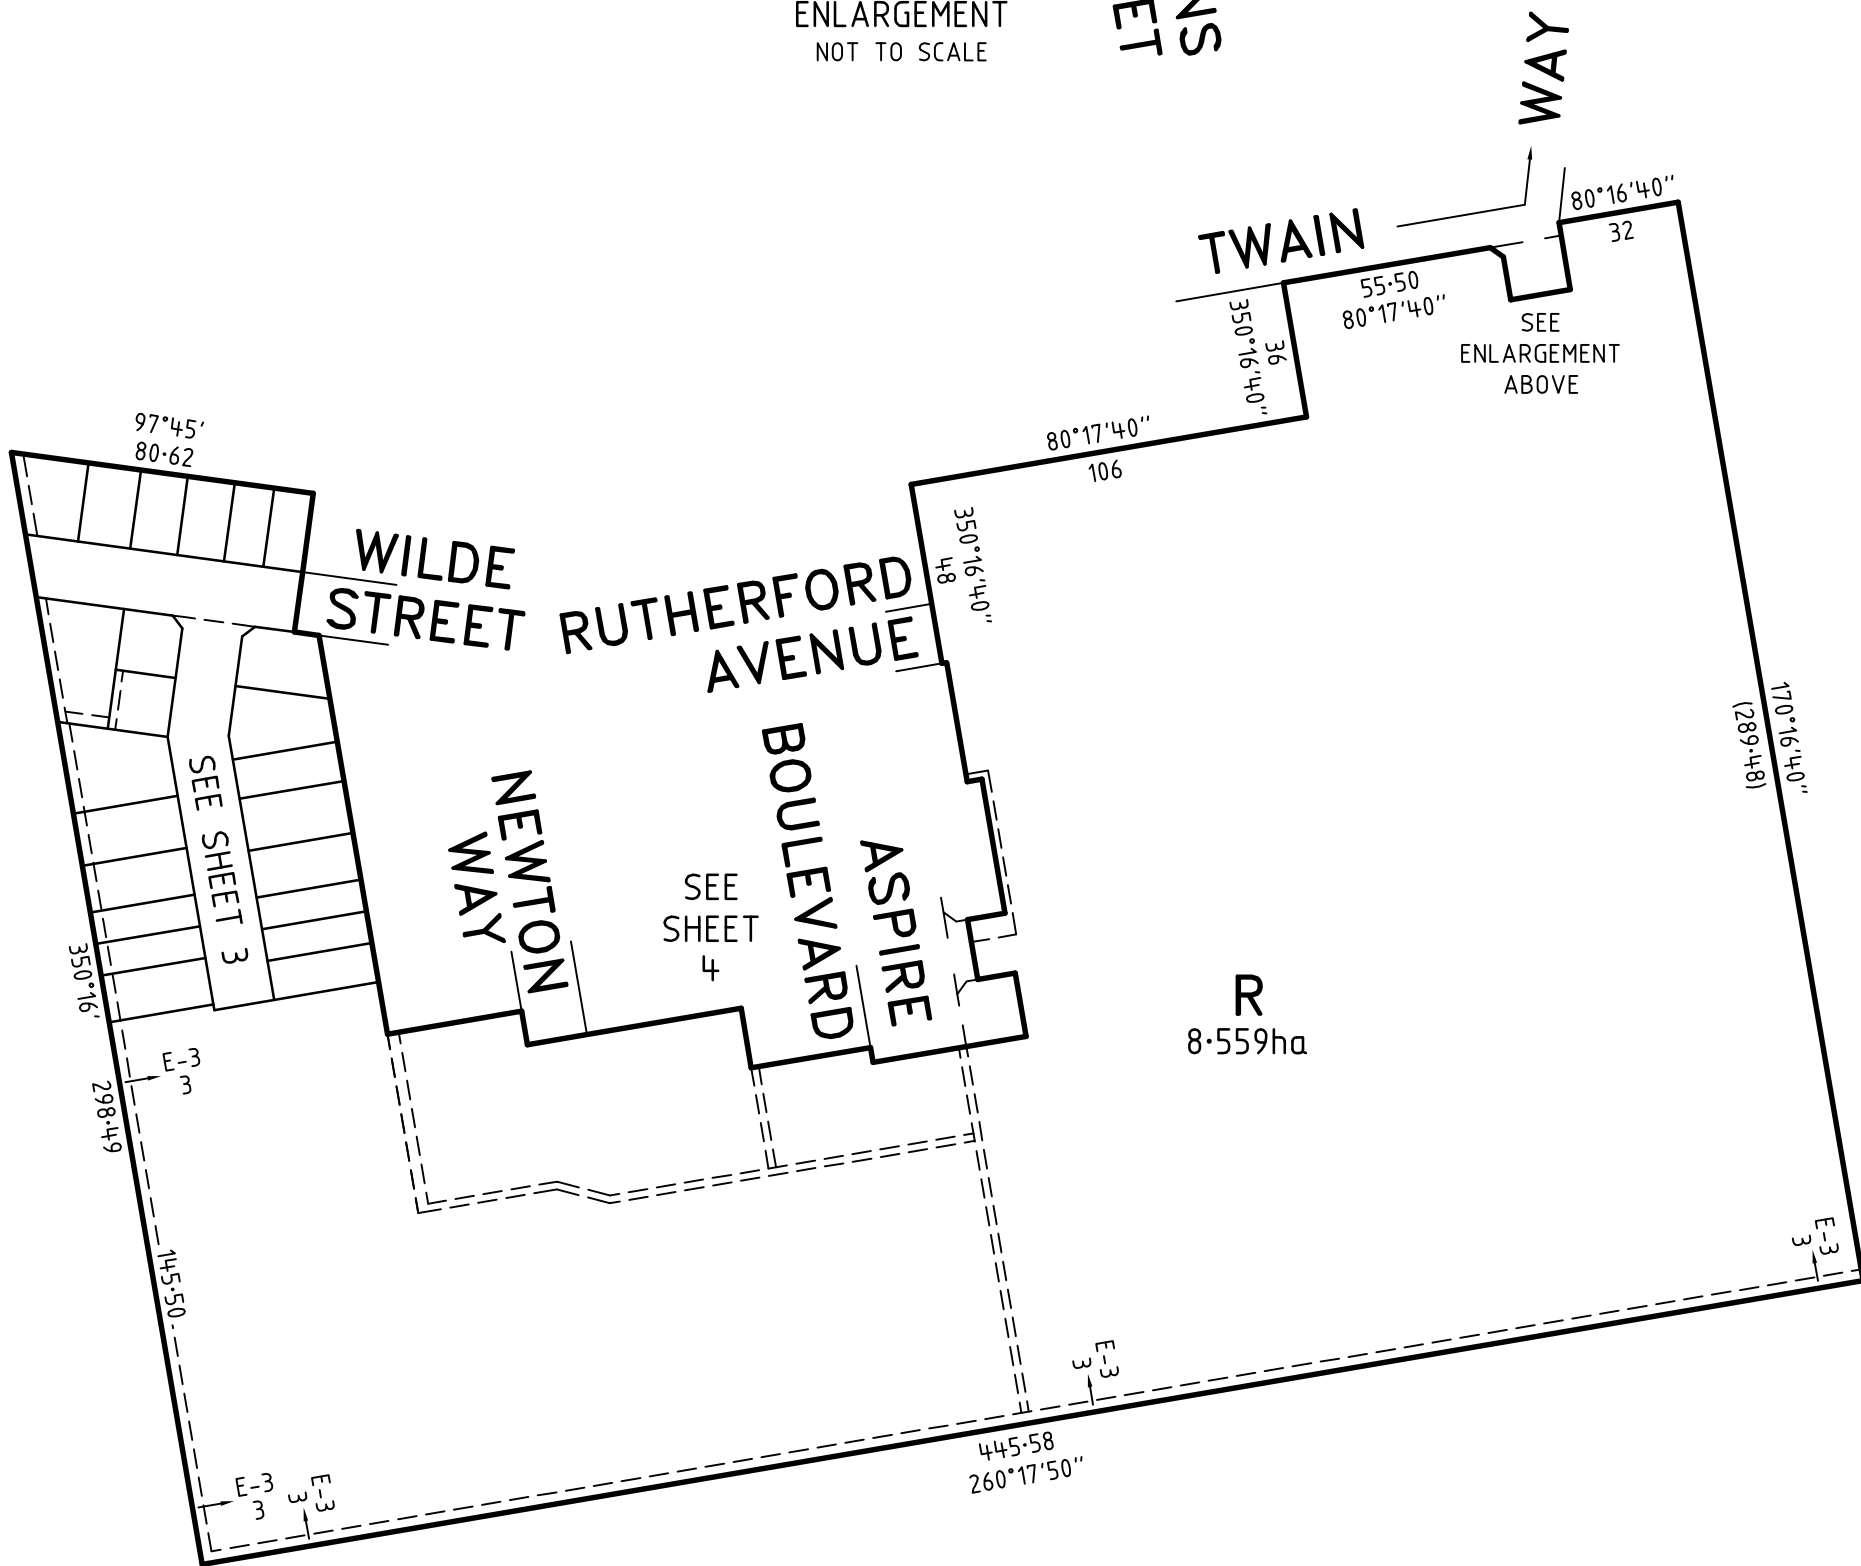 ENLARGEMENT
NOT TO SCALE
ET
NS
WAY
TWAIN
80°16'40''
32
55·50
80°17'40''
SEE
ENLARGEMENT
ABOVE
36
350°16'40''
80°17'40''
106
97°45'
80·62
WILDE
STREET
RUTHERFORD
AVENUE
350°16'40''
48
170°16'40''
(289·48)
SEE SHEET 3
NEWTON
WAY
SEE
SHEET
4
ASPIRE
BOULEVARD
R
8·559ha
350°16'
298·49
E-3
3
145·50
E-3
3
E-3
3
E-3
3
E-3
3
445·58
260°17'50''